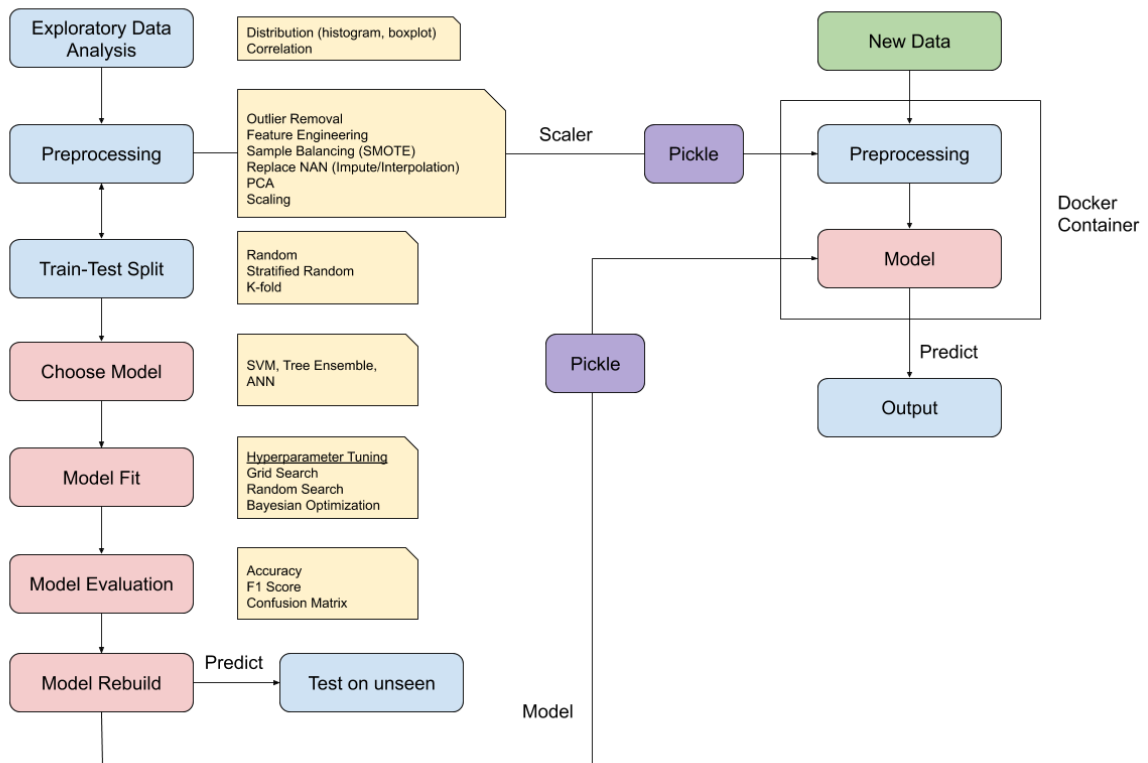 Exploratory Data
Analysis
Distribution (histogram, boxplot)
Correlation
New Data
Preprocessing
Outlier Removal
Feature Engineering
Sample Balancing (SMOTE)
Replace NAN (Impute/Interpolation)
PCA
Scaling
Scaler
Pickle
Preprocessing
Docker
Container
Train-Test Split
Random
Stratified Random
K-fold
Model
Choose Model
SVM, Tree Ensemble,
ANN
Pickle
Predict
Output
Model Fit
Hyperparameter Tuning
Grid Search
Random Search
Bayesian Optimization
Model Evaluation
Accuracy
F1 Score
Confusion Matrix
Model Rebuild
Predict
Test on unseen
Model